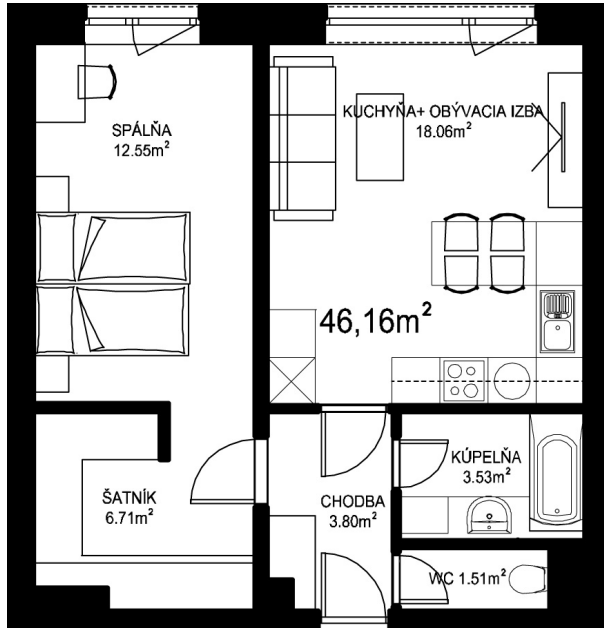 KUCHYŇA+ OBÝVACIA IZBA
18.06m²
SPÁLŇA
12.55m²
46,16m²
KÚPELŇA
3.53m²
ŠATNÍK
6.71m²
CHODBA
3.80m²
WC 1.51m²